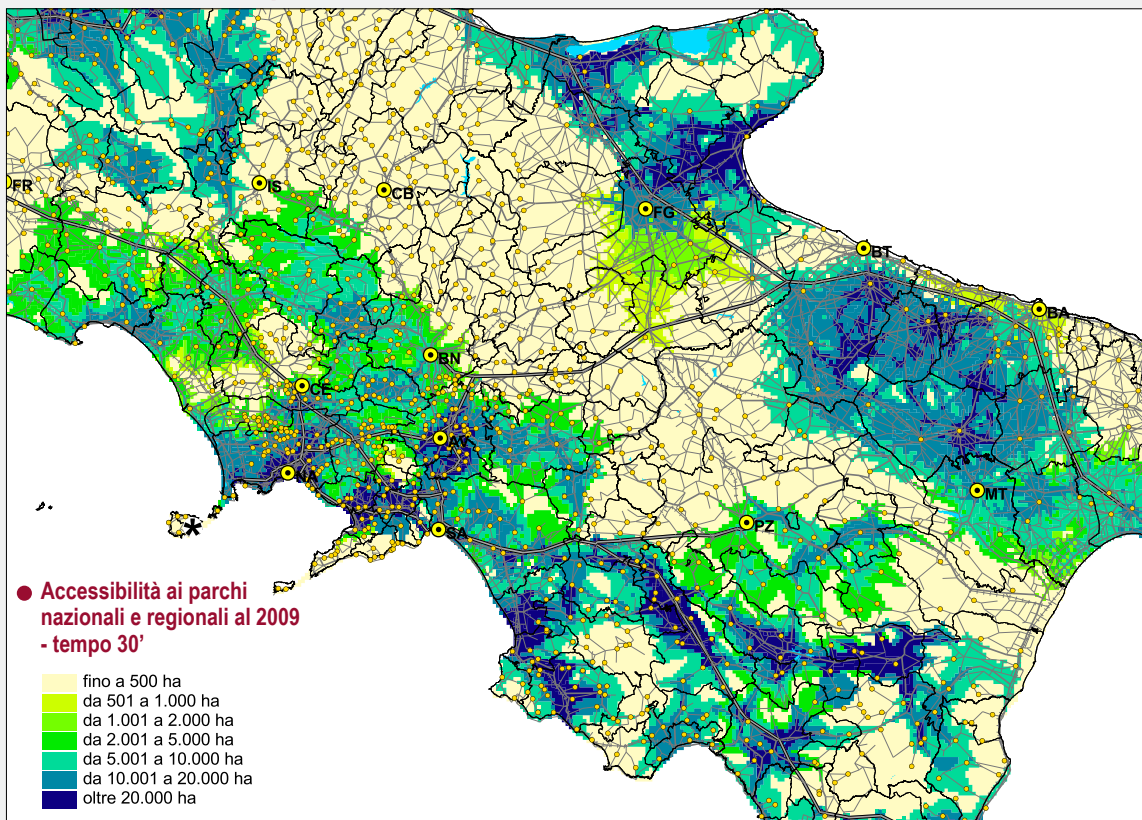 FR
IS
CB
FG
BT
BA
BN
CE
AV
NA
MT
SA
PZ
*
● Accessibilità ai parchi
nazionali e regionali al 2009
- tempo 30'
fino a 500 ha
da 501 a 1.000 ha
da 1.001 a 2.000 ha
da 2.001 a 5.000 ha
da 5.001 a 10.000 ha
da 10.001 a 20.000 ha
oltre 20.000 ha